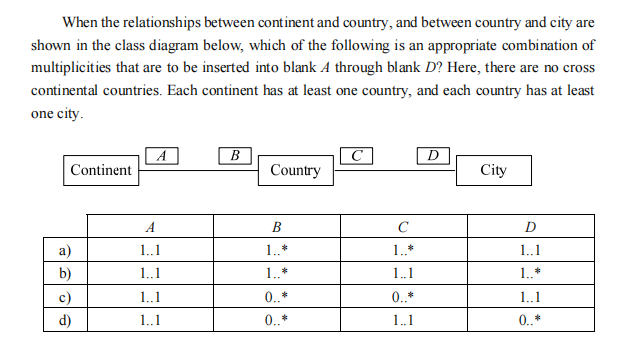 When the relationships between continent and country, and between country and city are
shown in the class diagram below, which of the following is an appropriate combination of
multiplicities that are to be inserted into blank A through blank D? Here, there are no cross
continental countries. Each continent has at least one country, and each country has at least
one city.
A B C D
Continent Country City
A B C D
a) 1..1 1..* 1..* 1..1
b) 1..1 1..* 1..1 1..*
c) 1..1 0..* 0..* 1..1
d) 1..1 0..* 1..1 0..*